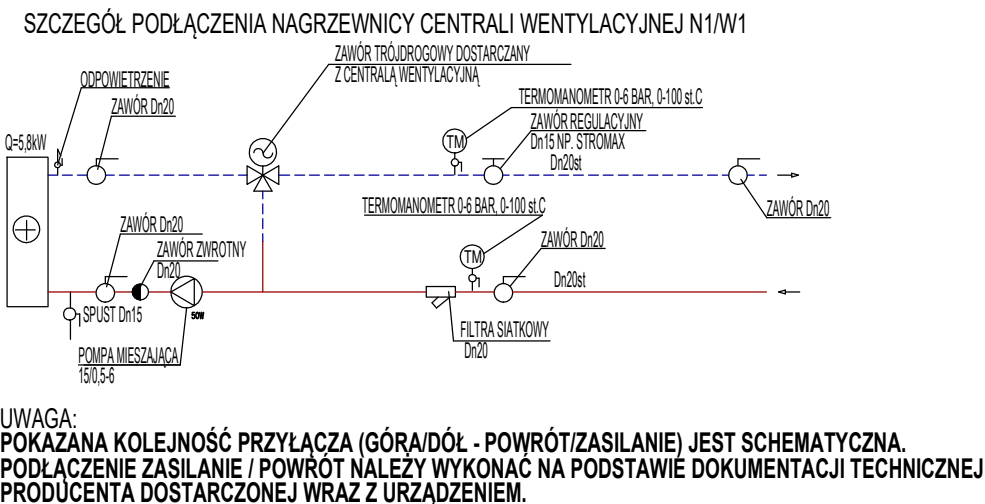 SZCZEGÓŁ PODŁĄCZENIA NAGRZEWNICY CENTRALI WENTYLACYJNEJ N1/W1
ZAWÓR TRÓJDROGOWY DOSTARCZANY
Z CENTRALĄ WENTYLACYJNĄ
ODPOWIETRZENIE
ZAWÓR Dn20
TERMOMANOMETR 0-6 BAR, 0-100 st.C
ZAWÓR REGULACYJNY
Dn15 NP. STROMAX
Dn20st
Q=5,8kW
TM
ZAWÓR Dn20
TERMOMANOMETR 0-6 BAR, 0-100 st.C
ZAWÓR Dn20
ZAWÓR ZWROTNY
Dn20
TM
ZAWÓR Dn20
Dn20st
SPUST Dn15
50W
FILTRA SIATKOWY
Dn20
POMPA MIESZAJĄCA
15/0,5-6
UWAGA:
POKAZANA KOLEJNOŚĆ PRZYŁĄCZA (GÓRA/DÓŁ - POWRÓT/ZASILANIE) JEST SCHEMATYCZNA.
PODŁĄCZENIE ZASILANIE / POWRÓT NALEŻY WYKONAĆ NA PODSTAWIE DOKUMENTACJI TECHNICZNEJ
PRODUCENTA DOSTARCZONEJ WRAZ Z URZĄDZENIEM.